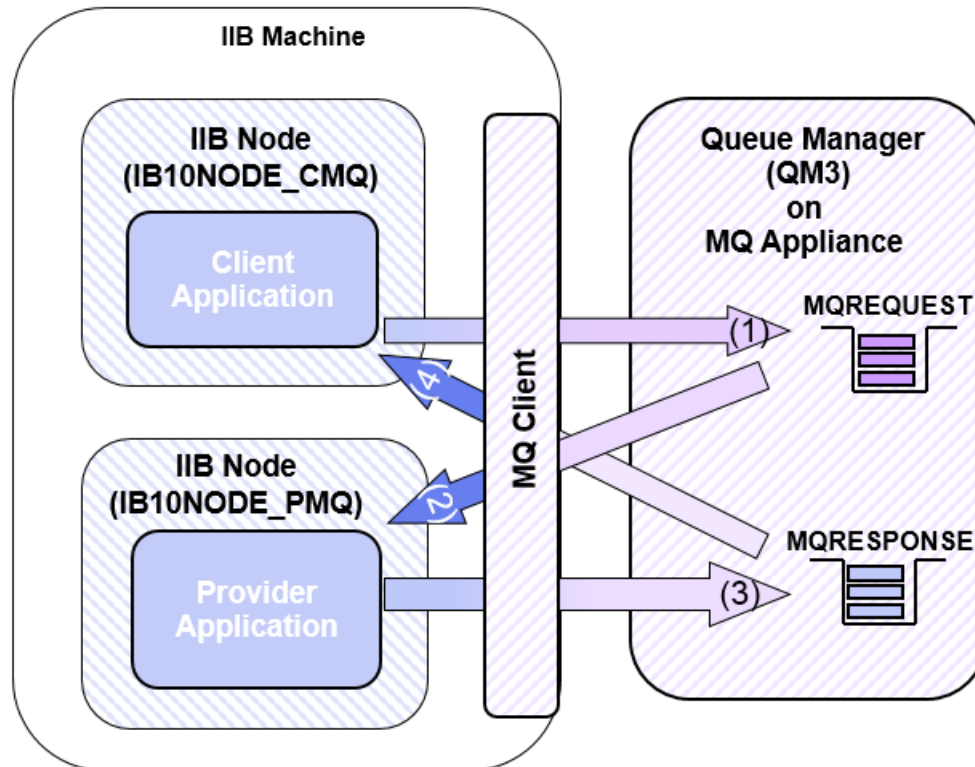 IIB Machine
IIB Node
(IB10NODE_CMQ)
Client
Application
IIB Node
(IB10NODE_PMQ)
Provider
Application
MQ Client
Queue Manager
(QM3)
on
MQ Appliance
MQREQUEST
(1)
(4)
(2)
MQRESPONSE
(3)